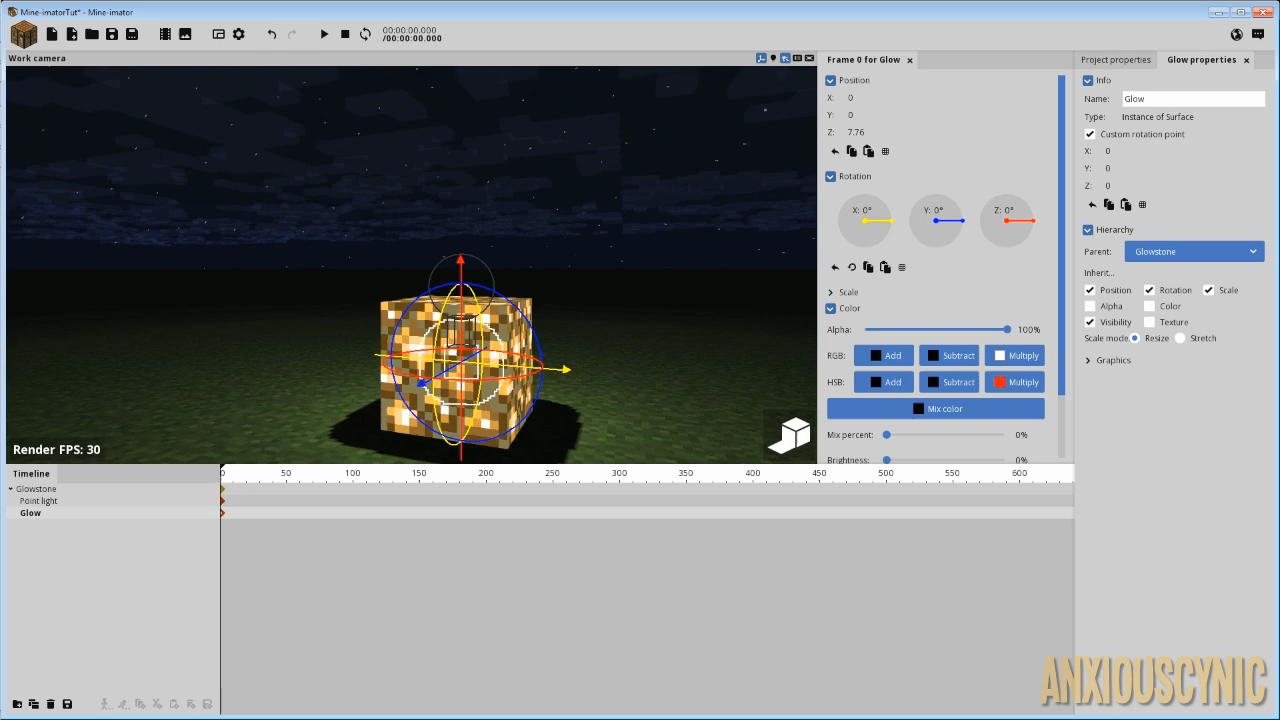 Mine-imatorTut* - Mine-imator
00:00:00.000
/00:00:00.000
Work camera
Render FPS: 30
Frame 0 for Glow
Position
X: 0
Y: 0
Z: 7.76
Rotation
X: 0° Y: 0° Z: 0°
Scale
Color
Alpha: 100%
RGB: Add Subtract Multiply
HSB: Add Subtract Multiply
Mix color
Mix percent: 0%
Brightness: 0%
Project properties Glow properties
Info
Name: Glow
Type: Instance of Surface
Custom rotation point
X: 0
Y: 0
Z: 0
Hierarchy
Parent: Glowstone
Inherit...
Position Rotation Scale
Alpha Color
Visibility Texture
Scale mode Resize Stretch
Graphics
Timeline
0 50 100 150 200 250 300 350 400 450 500 550 600
Glowstone
Point light
Glow
ANXIOUSCYNIC